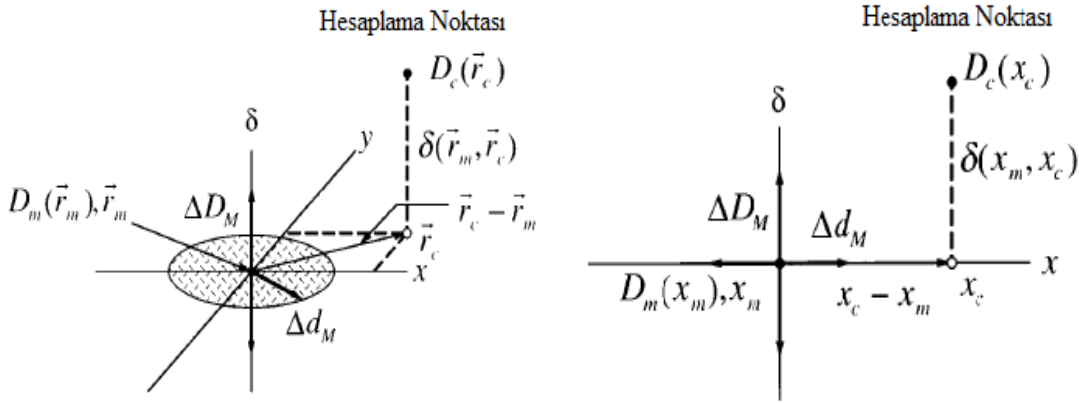 Hesaplama Noktası
D_c(r⃗_c)
δ
y
δ(r⃗_m, r⃗_c)
D_m(r⃗_m), r⃗_m
ΔD_M
r⃗_c − r⃗_m
r⃗_c
x
Δd_M
Hesaplama Noktası
D_c(x_c)
δ
δ(x_m, x_c)
ΔD_M
Δd_M
x
D_m(x_m), x_m
x_c − x_m
x_c